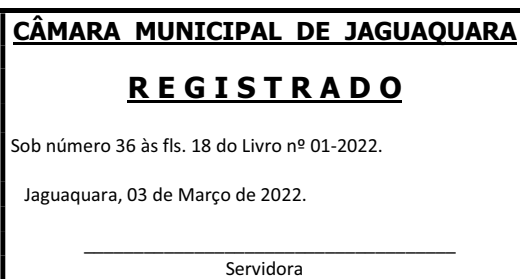 CÂMARA MUNICIPAL DE JAGUAQUARA
R E G I S T R A D O
Sob número 36 às fls. 18 do Livro nº 01-2022.
Jaguaquara, 03 de Março de 2022.
Servidora